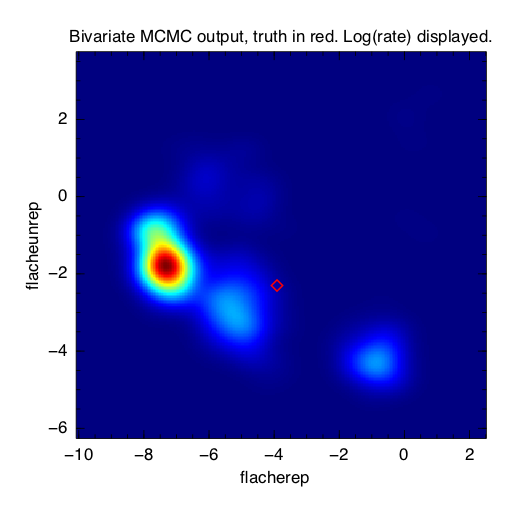 Bivariate MCMC output, truth in red. Log(rate) displayed.
2
0
−2
−4
−6
flacheunrep
−10 −8 −6 −4 −2 0 2
flacherep